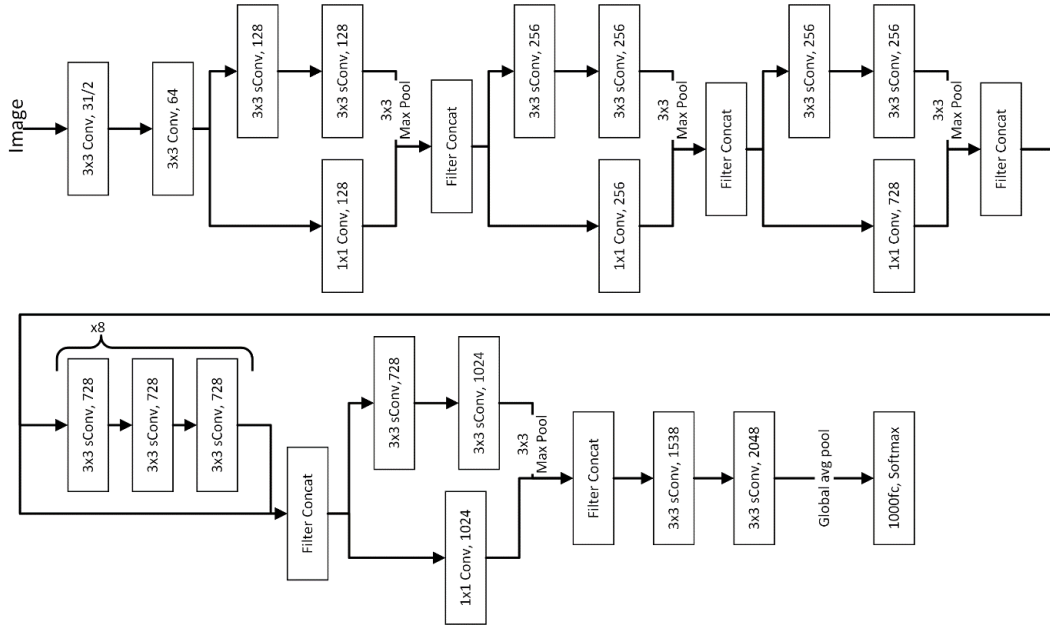 Image
3x3 Conv, 31/2
3x3 Conv, 64
3x3 sConv, 128
3x3 sConv, 128
3x3
Max Pool
1x1 Conv, 128
Filter Concat
3x3 sConv, 256
3x3 sConv, 256
3x3
Max Pool
1x1 Conv, 256
Filter Concat
3x3 sConv, 256
3x3 sConv, 256
3x3
Max Pool
1x1 Conv, 728
Filter Concat
x8
3x3 sConv, 728
3x3 sConv, 728
3x3 sConv, 728
Filter Concat
3x3 sConv,728
3x3 sConv, 1024
3x3
Max Pool
1x1 Conv, 1024
Filter Concat
3x3 sConv, 1538
3x3 sConv, 2048
Global avg pool
1000fc, Softmax